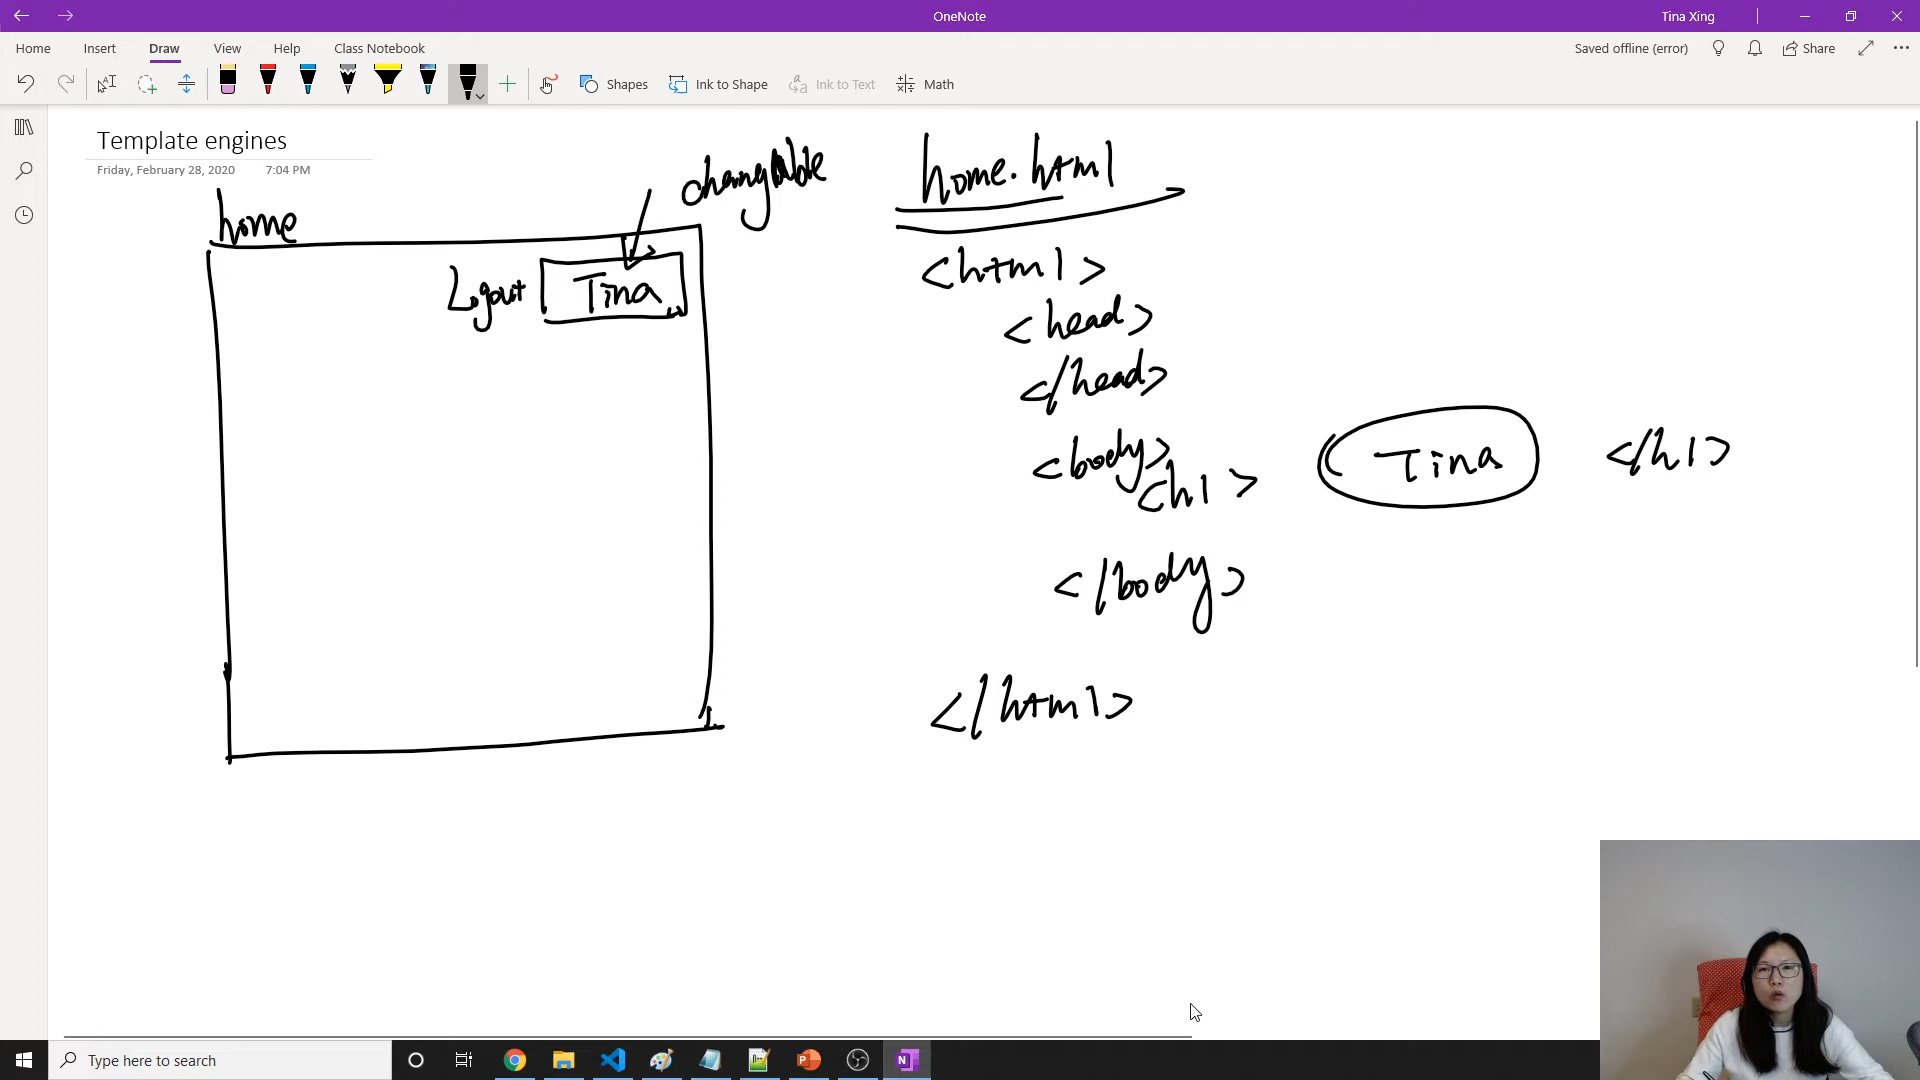 OneNote
Tina Xing
Home Insert Draw View Help Class Notebook
Saved offline (error)
Share
Shapes
Ink to Shape
Ink to Text
Math
Template engines
Friday, February 28, 2020 7:04 PM
home
changable
Logout
Tina
home.html
<html>
<head>
</head>
<body>
<h1> Tina </h1>
</body>
</html>
Type here to search